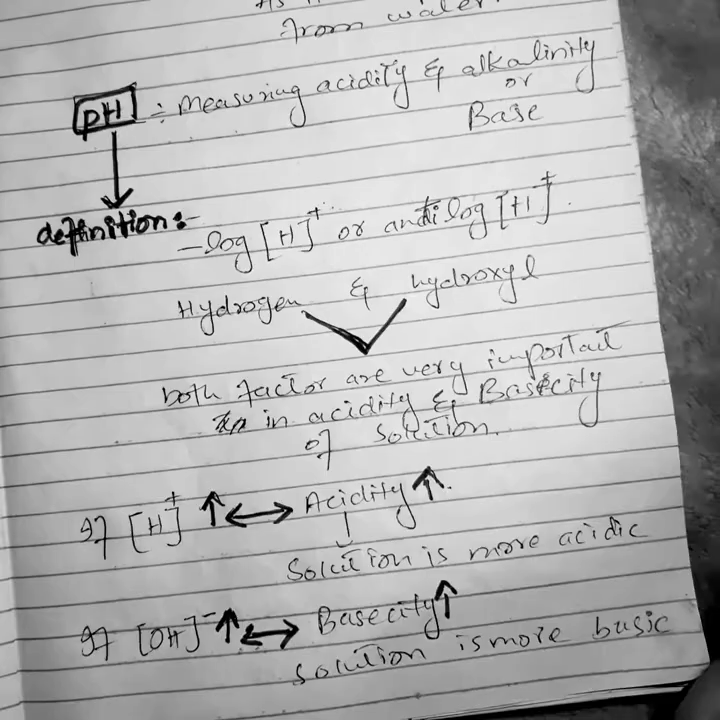 from water.
pH :- Measuring acidity & alkalinity
or
Base
definition:-
-log [H]⁺ or antilog [H]⁺.
Hydrogen & hydroxyl
both factor are very importat
in acidity & Basecity
of solution.
If [H]⁺ ↑ ↔ Acidity ↑.
↓
Solution is more acidic
If [OH]⁻ ↑ ↔ Basecity ↑
solution is more basic